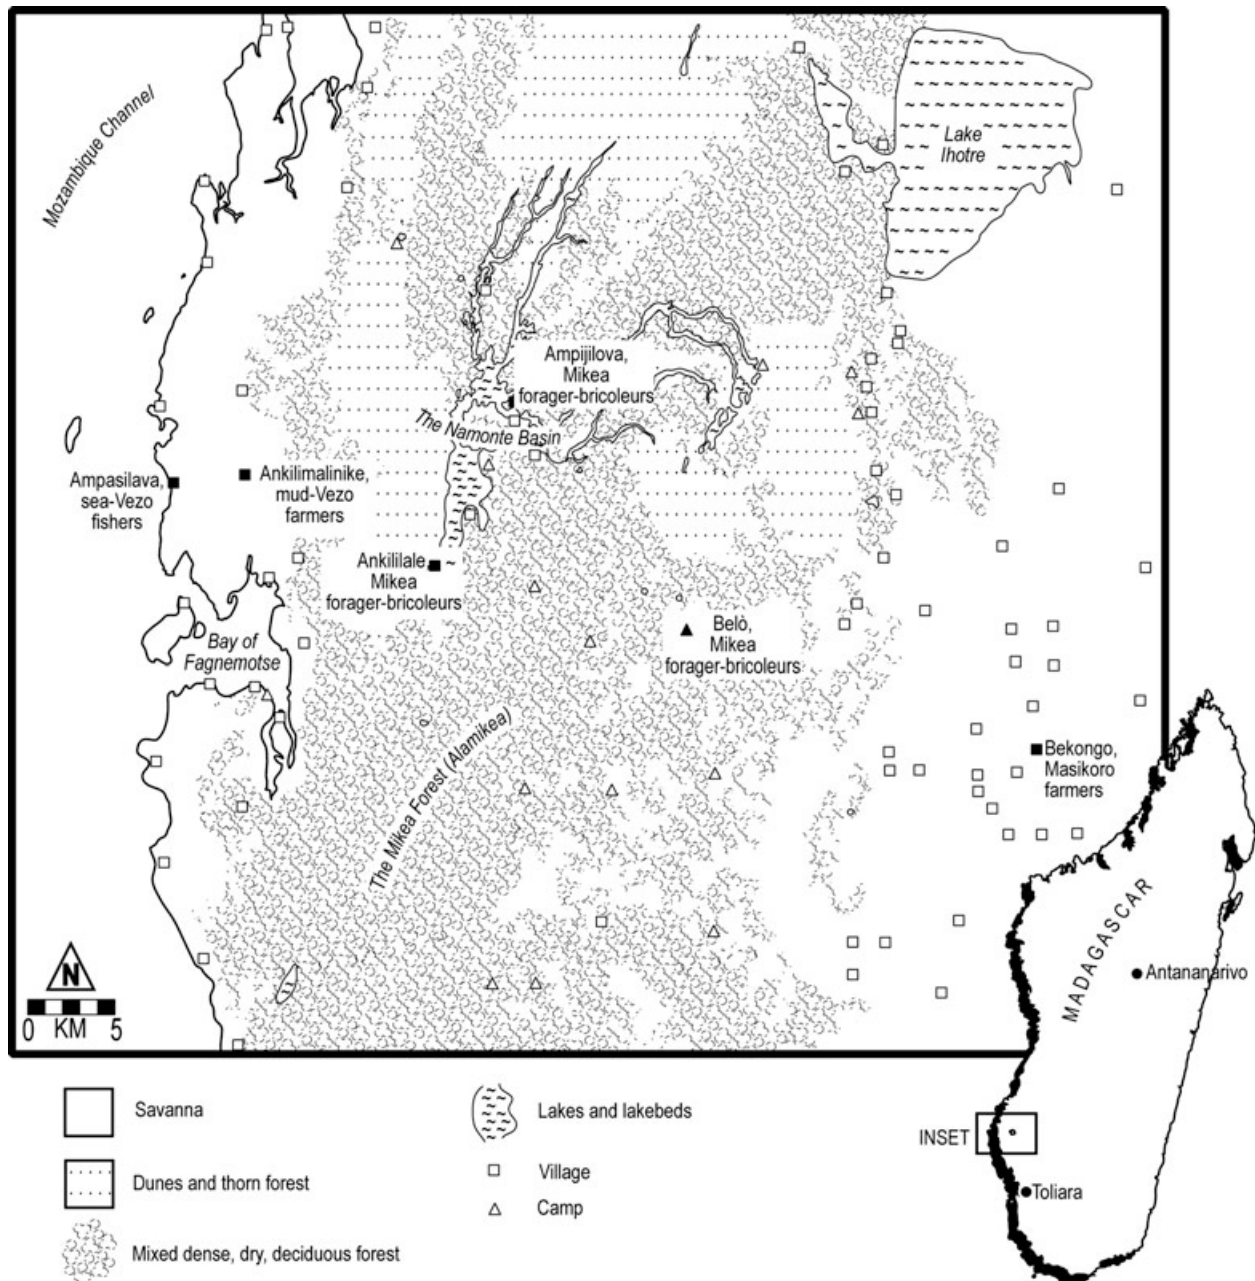 Mozambique Channel
Lake
Ihotre
Ampijilova,
Mikea
forager-bricoleurs
The Namonte Basin
Ampasilava,
sea-Vezo
fishers
Ankilimalinike,
mud-Vezo
farmers
Ankililale,
Mikea
forager-bricoleurs
Bay of
Fagnemotse
Belò,
Mikea
forager-bricoleurs
The Mikea Forest (Alamikea)
Bekongo,
Masikoro
farmers
N
0 KM 5
MADAGASCAR
Antananarivo
INSET
Toliara
Savanna
Dunes and thorn forest
Mixed dense, dry, deciduous forest
Lakes and lakebeds
Village
Camp